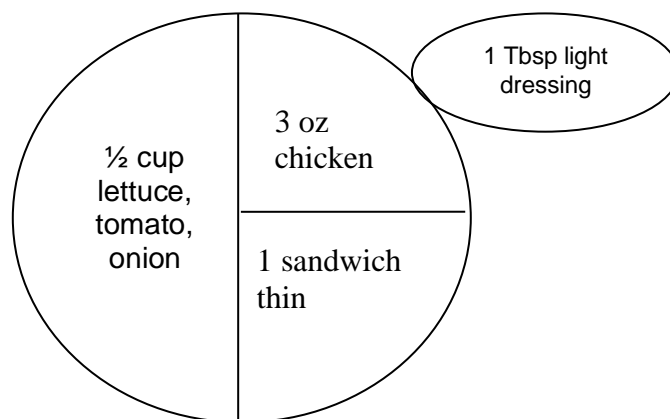 ½ cup
lettuce,
tomato,
onion
3 oz
chicken
1 sandwich
thin
1 Tbsp light
dressing